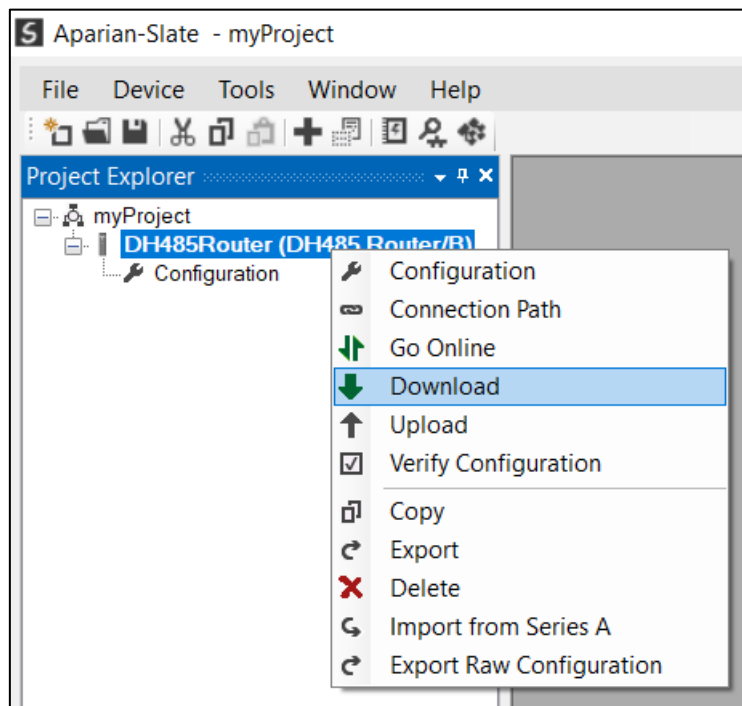 Aparian-Slate - myProject
File Device Tools Window Help
Project Explorer
myProject
DH485Router (DH485 Router/B)
Configuration
Configuration
Connection Path
Go Online
Download
Upload
Verify Configuration
Copy
Export
Delete
Import from Series A
Export Raw Configuration